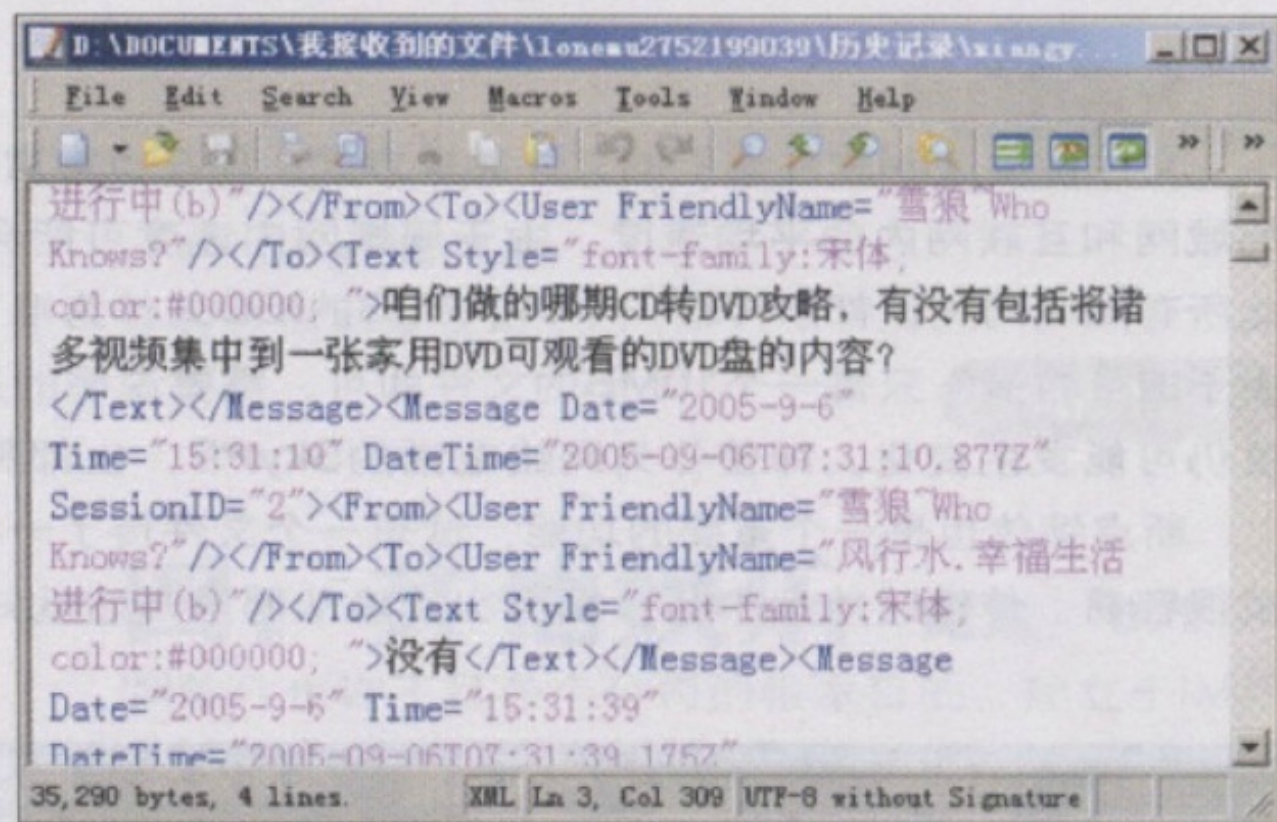 D:\DOCUMENTS\我接收到的文件\lonemu2752199039\历史记录\xiangy...
File Edit Search View Macros Tools Window Help
进行中(b)"/></From><To><User FriendlyName="雪狼~Who
Knows?"/></To><Text Style="font-family:宋体;
color:#000000; ">咱们做的哪期CD转DVD攻略，有没有包括将诸
多视频集中到一张家用DVD可观看的DVD盘的内容？
</Text></Message><Message Date="2005-9-6"
Time="15:31:10" DateTime="2005-09-06T07:31:10.877Z"
SessionID="2"><From><User FriendlyName="雪狼~Who
Knows?"/></From><To><User FriendlyName="风行水.幸福生活
进行中(b)"/></To><Text Style="font-family:宋体;
color:#000000; ">没有</Text></Message><Message
Date="2005-9-6" Time="15:31:39"
DateTime="2005-09-06T07:31:39.175Z"
35,290 bytes, 4 lines. XML Ln 3, Col 309 UTF-8 without Signature